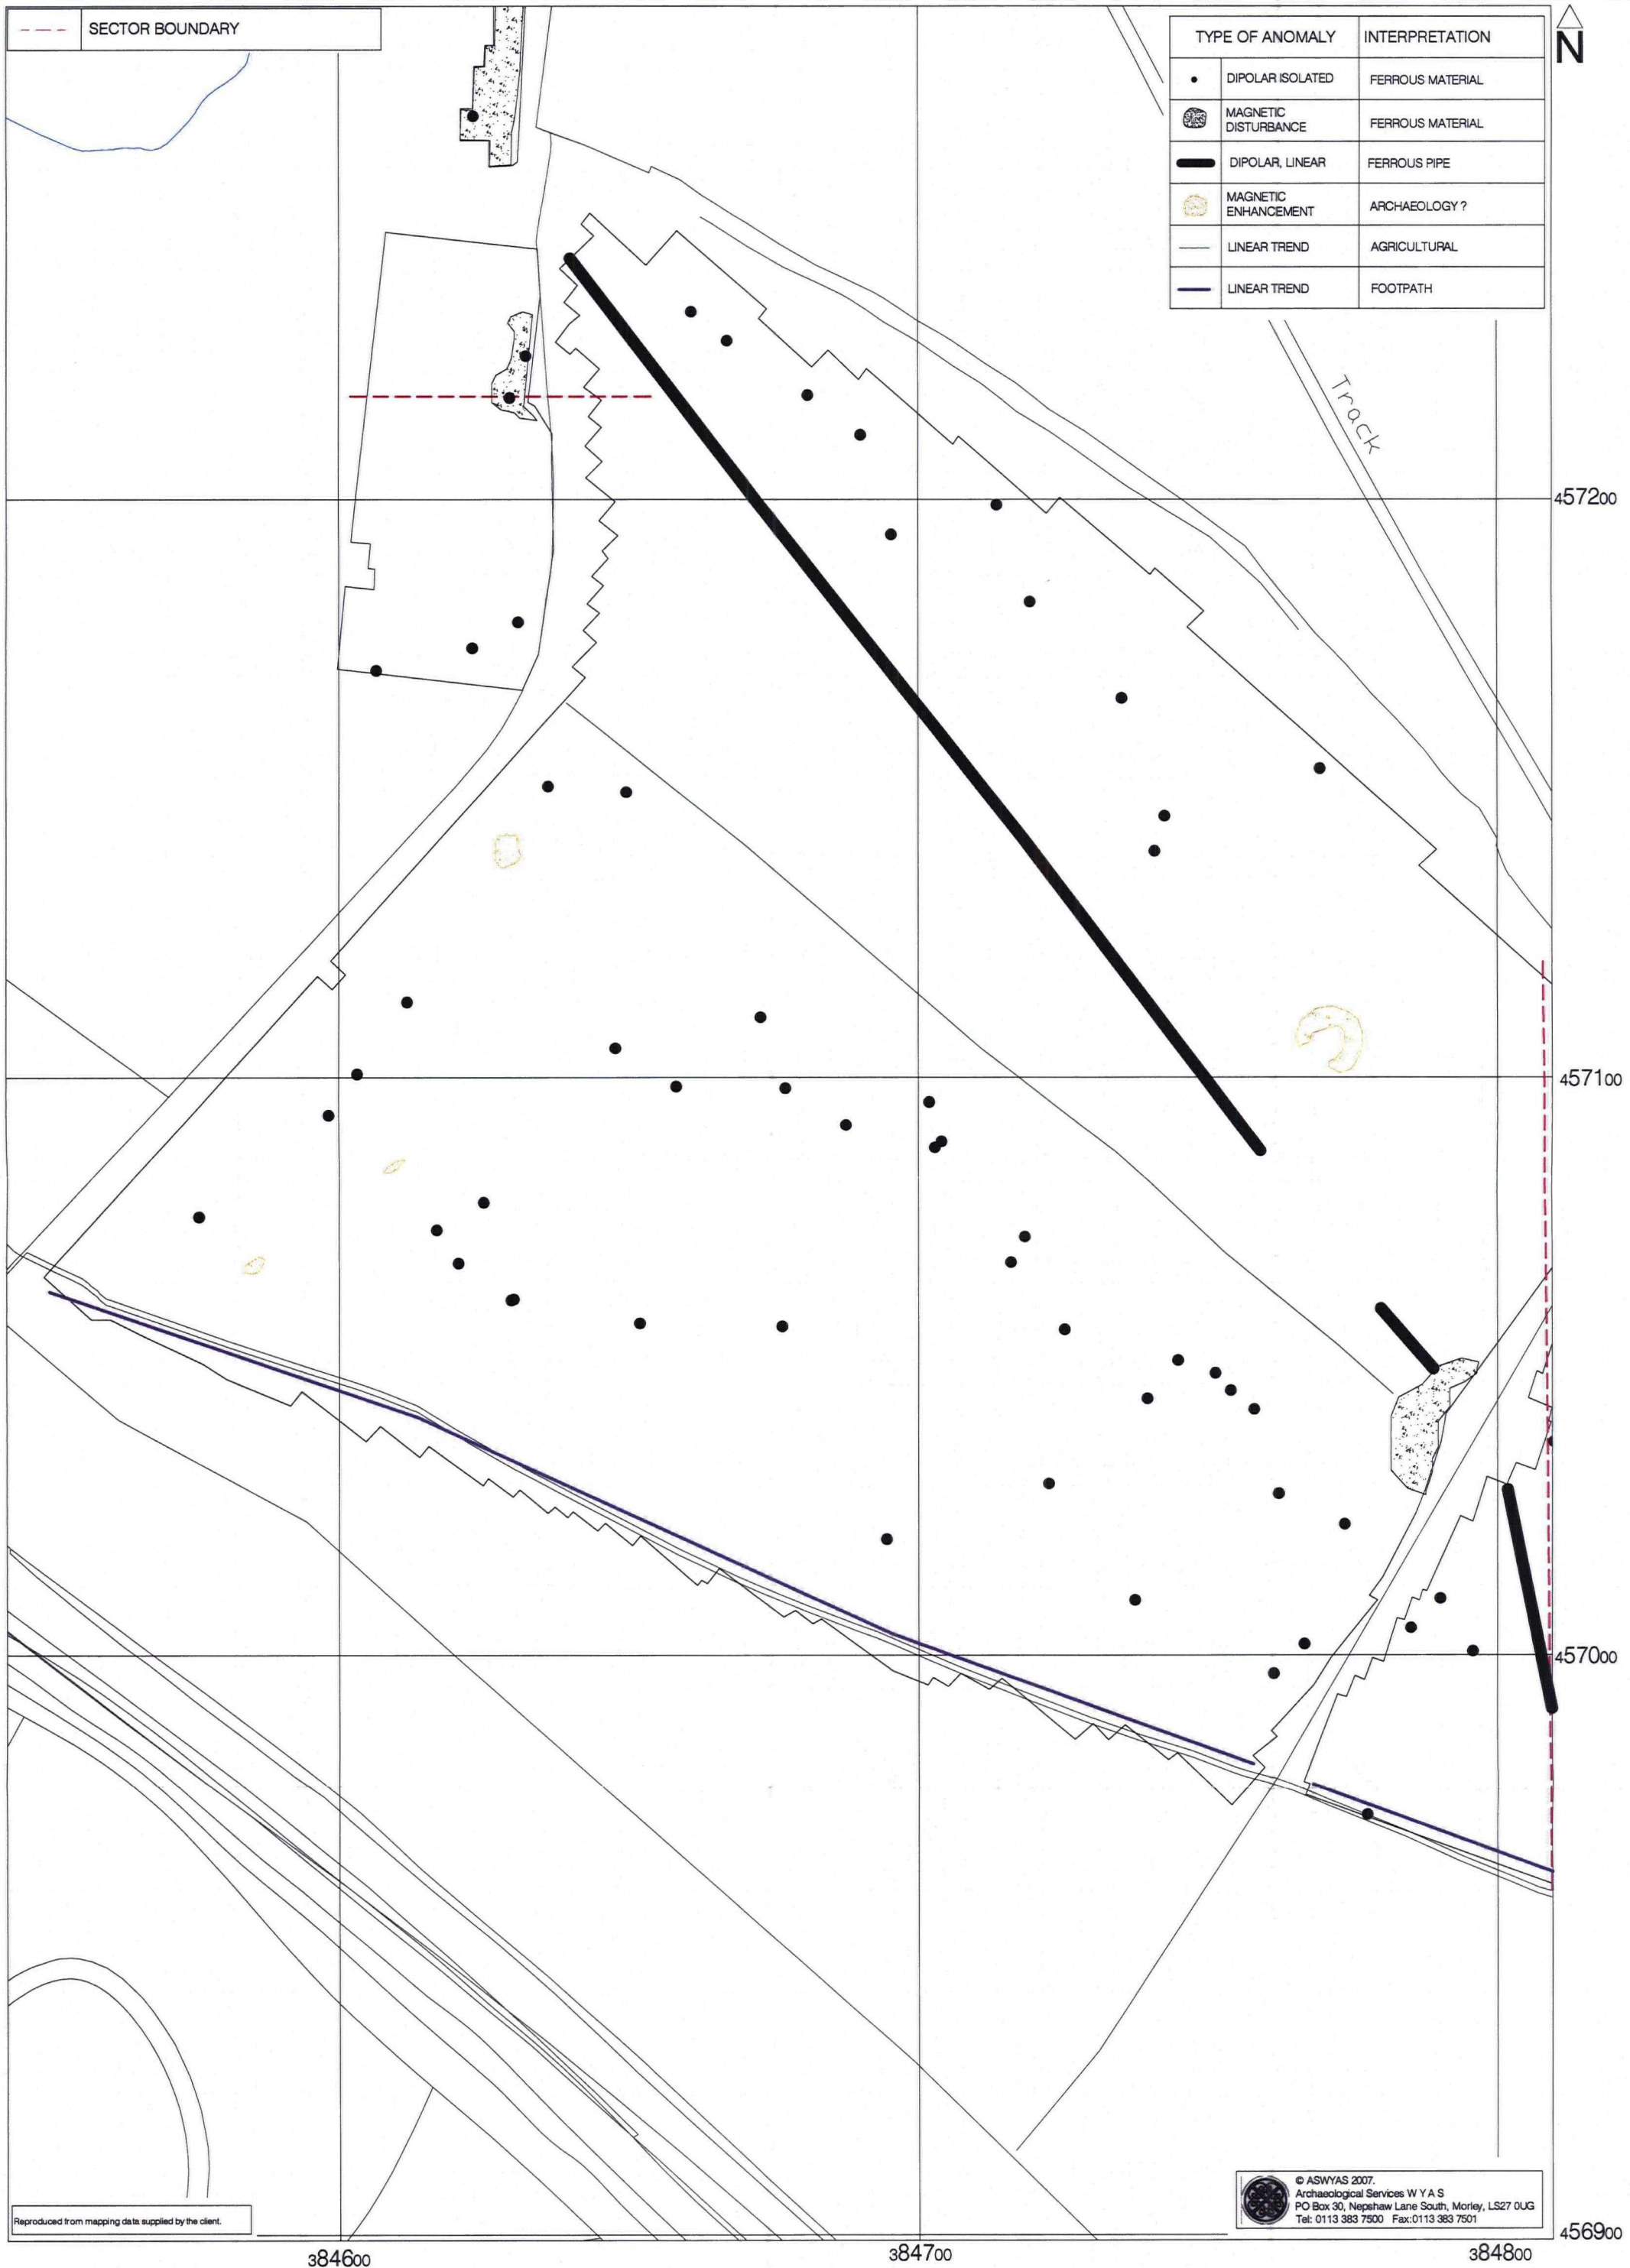 SECTOR BOUNDARY
N
TYPE OF ANOMALY INTERPRETATION
DIPOLAR ISOLATED FERROUS MATERIAL
MAGNETIC
DISTURBANCE FERROUS MATERIAL
DIPOLAR, LINEAR FERROUS PIPE
MAGNETIC
ENHANCEMENT ARCHAEOLOGY ?
LINEAR TREND AGRICULTURAL
LINEAR TREND FOOTPATH
Track
457200
457100
457000
© ASWYAS 2007.
Archaeological Services W Y A S
PO Box 30, Nepshaw Lane South, Morley, LS27 0UG
Tel: 0113 383 7500 Fax:0113 383 7501
Reproduced from mapping data supplied by the client.
456900
384600 384700 384800